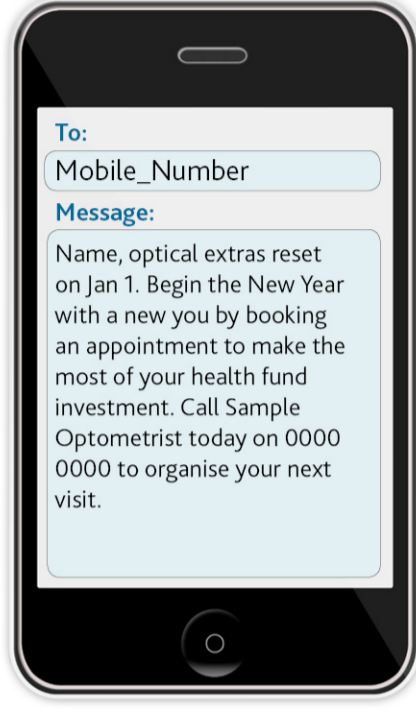 To:
Mobile_Number
Message:
Name, optical extras reset
on Jan 1. Begin the New Year
with a new you by booking
an appointment to make the
most of your health fund
investment. Call Sample
Optometrist today on 0000
0000 to organise your next
visit.